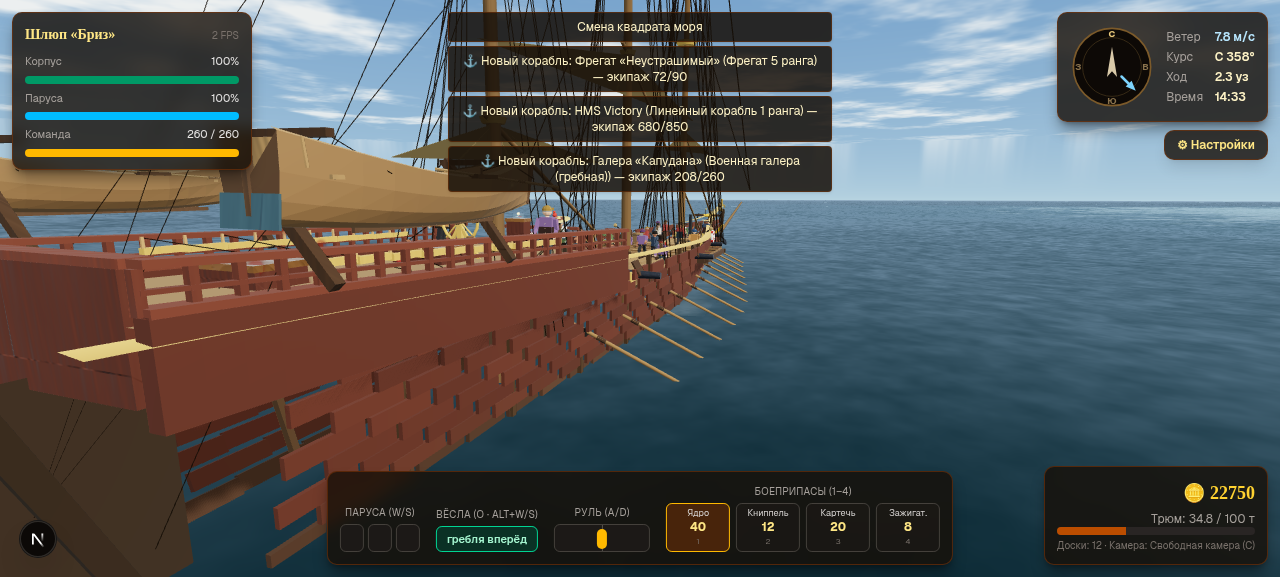 Шлюп «Бриз»
2 FPS
Корпус 100%
Паруса 100%
Команда 260 / 260
Смена квадрата моря
⚓ Новый корабль: Фрегат «Неустрашимый» (Фрегат 5 ранга)
— экипаж 72/90
⚓ Новый корабль: HMS Victory (Линейный корабль 1 ранга) —
экипаж 680/850
⚓ Новый корабль: Галера «Капудана» (Военная галера
(гребная)) — экипаж 208/260
С
З
В
Ю
Ветер 7.8 м/с
Курс С 358°
Ход 2.3 уз
Время 14:33
⚙ Настройки
ПАРУСА (W/S)
ВЁСЛА (O · ALT+W/S)
гребля вперёд
РУЛЬ (A/D)
БОЕПРИПАСЫ (1–4)
Ядро
40
1
Книппель
12
2
Картечь
20
3
Зажигат.
8
4
22750
Трюм: 34.8 / 100 т
Доски: 12 · Камера: Свободная камера (C)
N